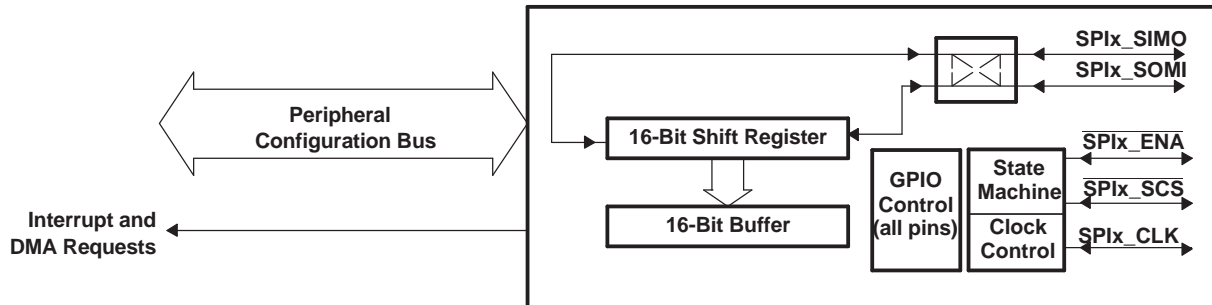 SPIx_SIMO
SPIx_SOMI
Peripheral
Configuration Bus
16-Bit Shift Register
SPIx_ENA
State
Machine
GPIO
Control
(all pins)
SPIx_SCS
Interrupt and
DMA Requests
16-Bit Buffer
Clock
Control
SPIx_CLK